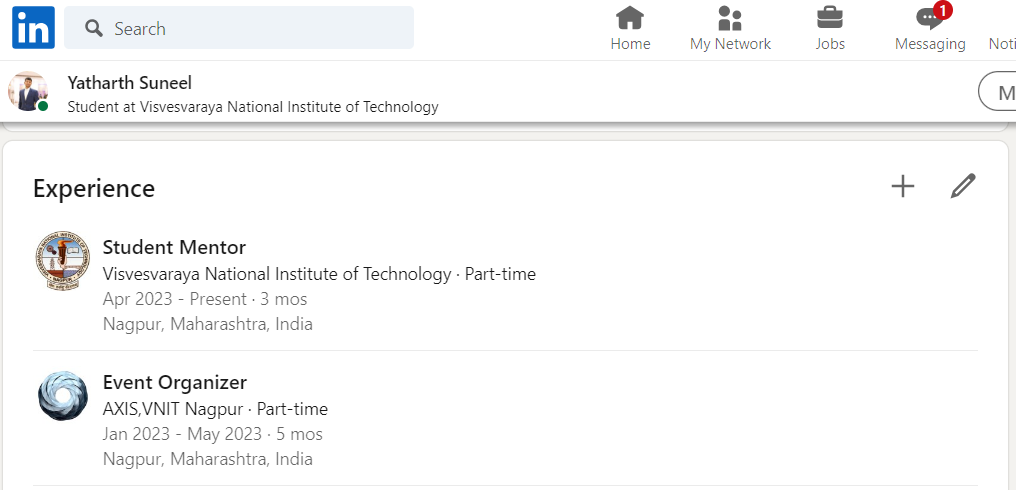 in
Search
Home
My Network
Jobs
1
Messaging
Noti
Yatharth Suneel
Student at Visvesvaraya National Institute of Technology
M
Experience
Student Mentor
Visvesvaraya National Institute of Technology · Part-time
Apr 2023 - Present · 3 mos
Nagpur, Maharashtra, India
Event Organizer
AXIS,VNIT Nagpur · Part-time
Jan 2023 - May 2023 · 5 mos
Nagpur, Maharashtra, India